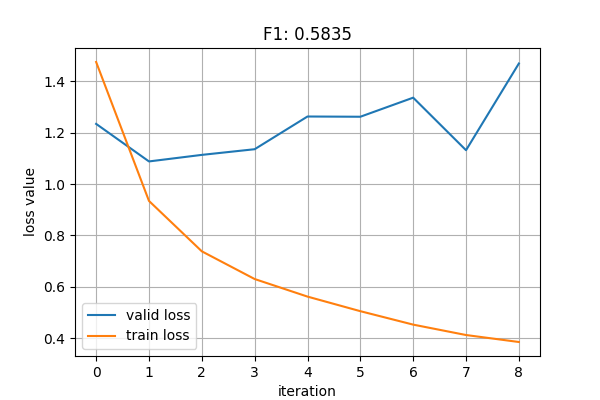 F1: 0.5835
1.4
1.2
1.0
0.8
0.6
0.4
loss value
valid loss
train loss
0 1 2 3 4 5 6 7 8
iteration